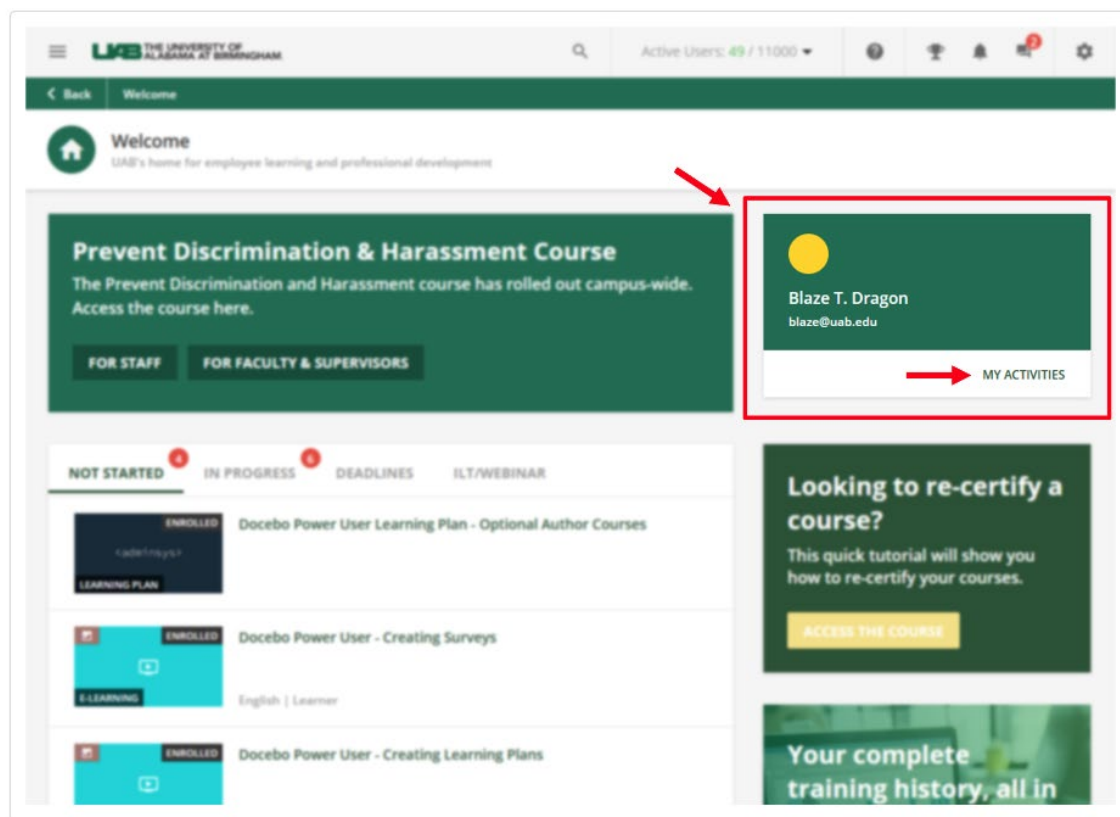 UAB THE UNIVERSITY OF
ALABAMA AT BIRMINGHAM
Active Users: 49 / 11000
2
Back
Welcome
Welcome
UAB's home for employee learning and professional development
Prevent Discrimination & Harassment Course
The Prevent Discrimination and Harassment course has rolled out campus-wide.
Access the course here.
FOR STAFF
FOR FACULTY & SUPERVISORS
Blaze T. Dragon
blaze@uab.edu
MY ACTIVITIES
NOT STARTED 4 IN PROGRESS 6 DEADLINES ILT/WEBINAR
ENROLLED
LEARNING PLAN
Docebo Power User Learning Plan - Optional Author Courses
ENROLLED
E-LEARNING
Docebo Power User - Creating Surveys
English | Learner
ENROLLED
Docebo Power User - Creating Learning Plans
Looking to re-certify a
course?
This quick tutorial will show you
how to re-certify your courses.
ACCESS THE COURSE
Your complete
training history, all in